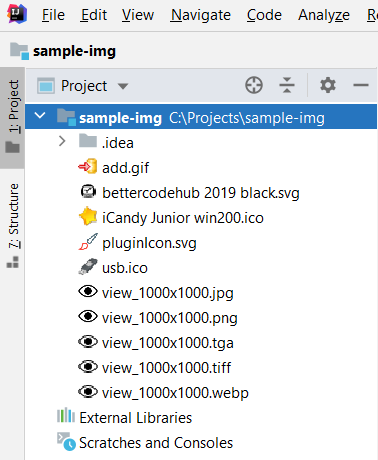 IJ File Edit View Navigate Code Analyze R
sample-img
1: Project
7: Structure
Project
sample-img C:\Projects\sample-img
.idea
add.gif
bettercodehub 2019 black.svg
iCandy Junior win200.ico
pluginIcon.svg
usb.ico
view_1000x1000.jpg
view_1000x1000.png
view_1000x1000.tga
view_1000x1000.tiff
view_1000x1000.webp
External Libraries
Scratches and Consoles